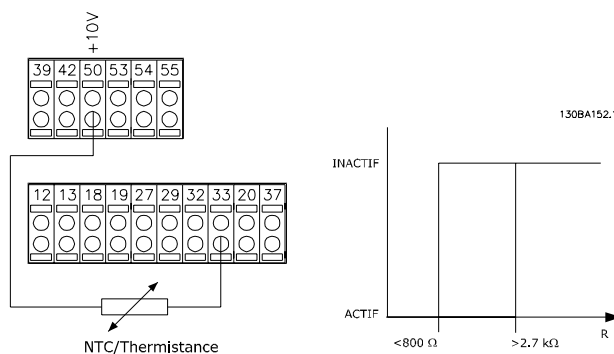 +10V
39 42 50 53 54 55
130BA152.
INACTIF
12 13 18 19 27 29 32 33 20 37
ACTIF
<800 Ω >2.7 kΩ R
NTC/Thermistance